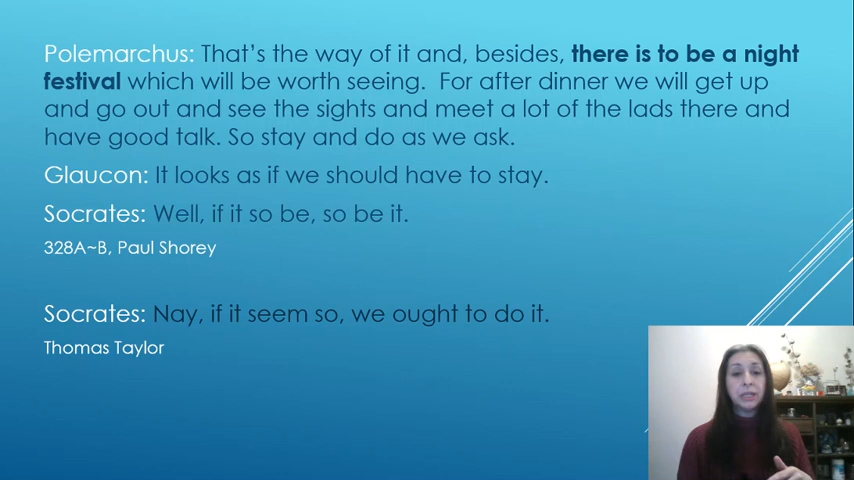 Polemarchus: That's the way of it and, besides, there is to be a night
festival which will be worth seeing.  For after dinner we will get up
and go out and see the sights and meet a lot of the lads there and
have good talk. So stay and do as we ask.
Glaucon: It looks as if we should have to stay.
Socrates: Well, if it so be, so be it.
328A~B, Paul Shorey
Socrates: Nay, if it seem so, we ought to do it.
Thomas Taylor